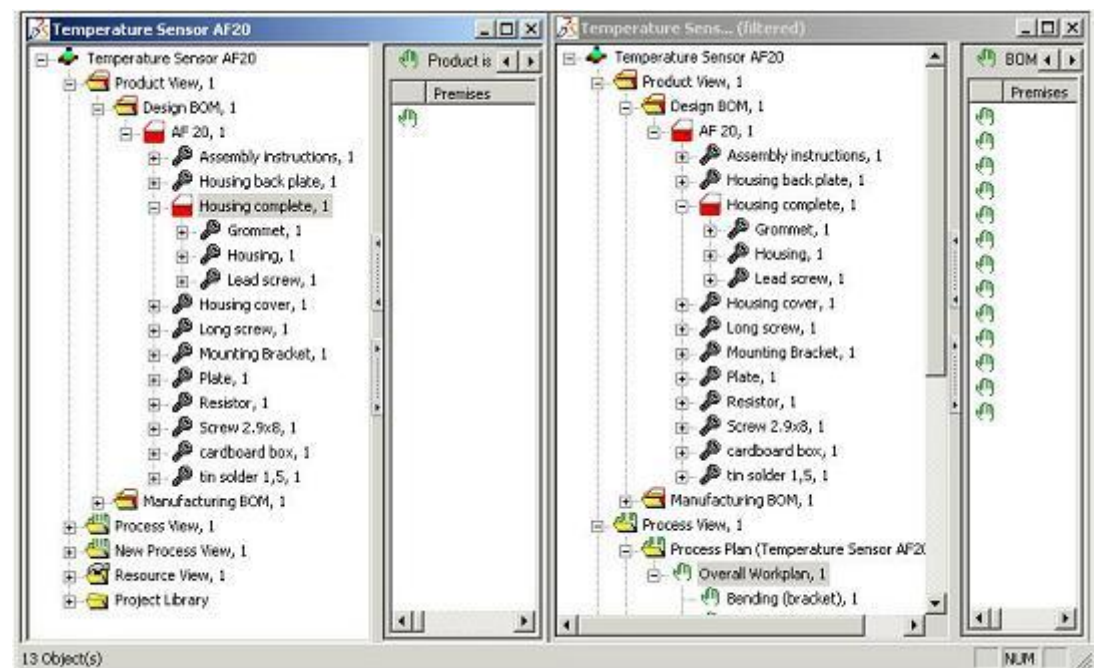 Temperature Sensor AF20
Temperature Sensor AF20
Product View, 1
Design BOM, 1
AF 20, 1
Assembly instructions, 1
Housing back plate, 1
Housing complete, 1
Grommet, 1
Housing, 1
Lead screw, 1
Housing cover, 1
Long screw, 1
Mounting Bracket, 1
Plate, 1
Resistor, 1
Screw 2.9x8, 1
cardboard box, 1
tin solder 1,5, 1
Manufacturing BOM, 1
Process View, 1
New Process View, 1
Resource View, 1
Project Library
Product is
Premises
Temperature Sens... (filtered)
Temperature Sensor AF20
Product View, 1
Design BOM, 1
AF 20, 1
Assembly instructions, 1
Housing back plate, 1
Housing complete, 1
Grommet, 1
Housing, 1
Lead screw, 1
Housing cover, 1
Long screw, 1
Mounting Bracket, 1
Plate, 1
Resistor, 1
Screw 2.9x8, 1
cardboard box, 1
tin solder 1,5, 1
Manufacturing BOM, 1
Process View, 1
Process Plan (Temperature Sensor AF20
Overall Workplan, 1
Bending (bracket), 1
BOM
Premises
13 Object(s)
NUM